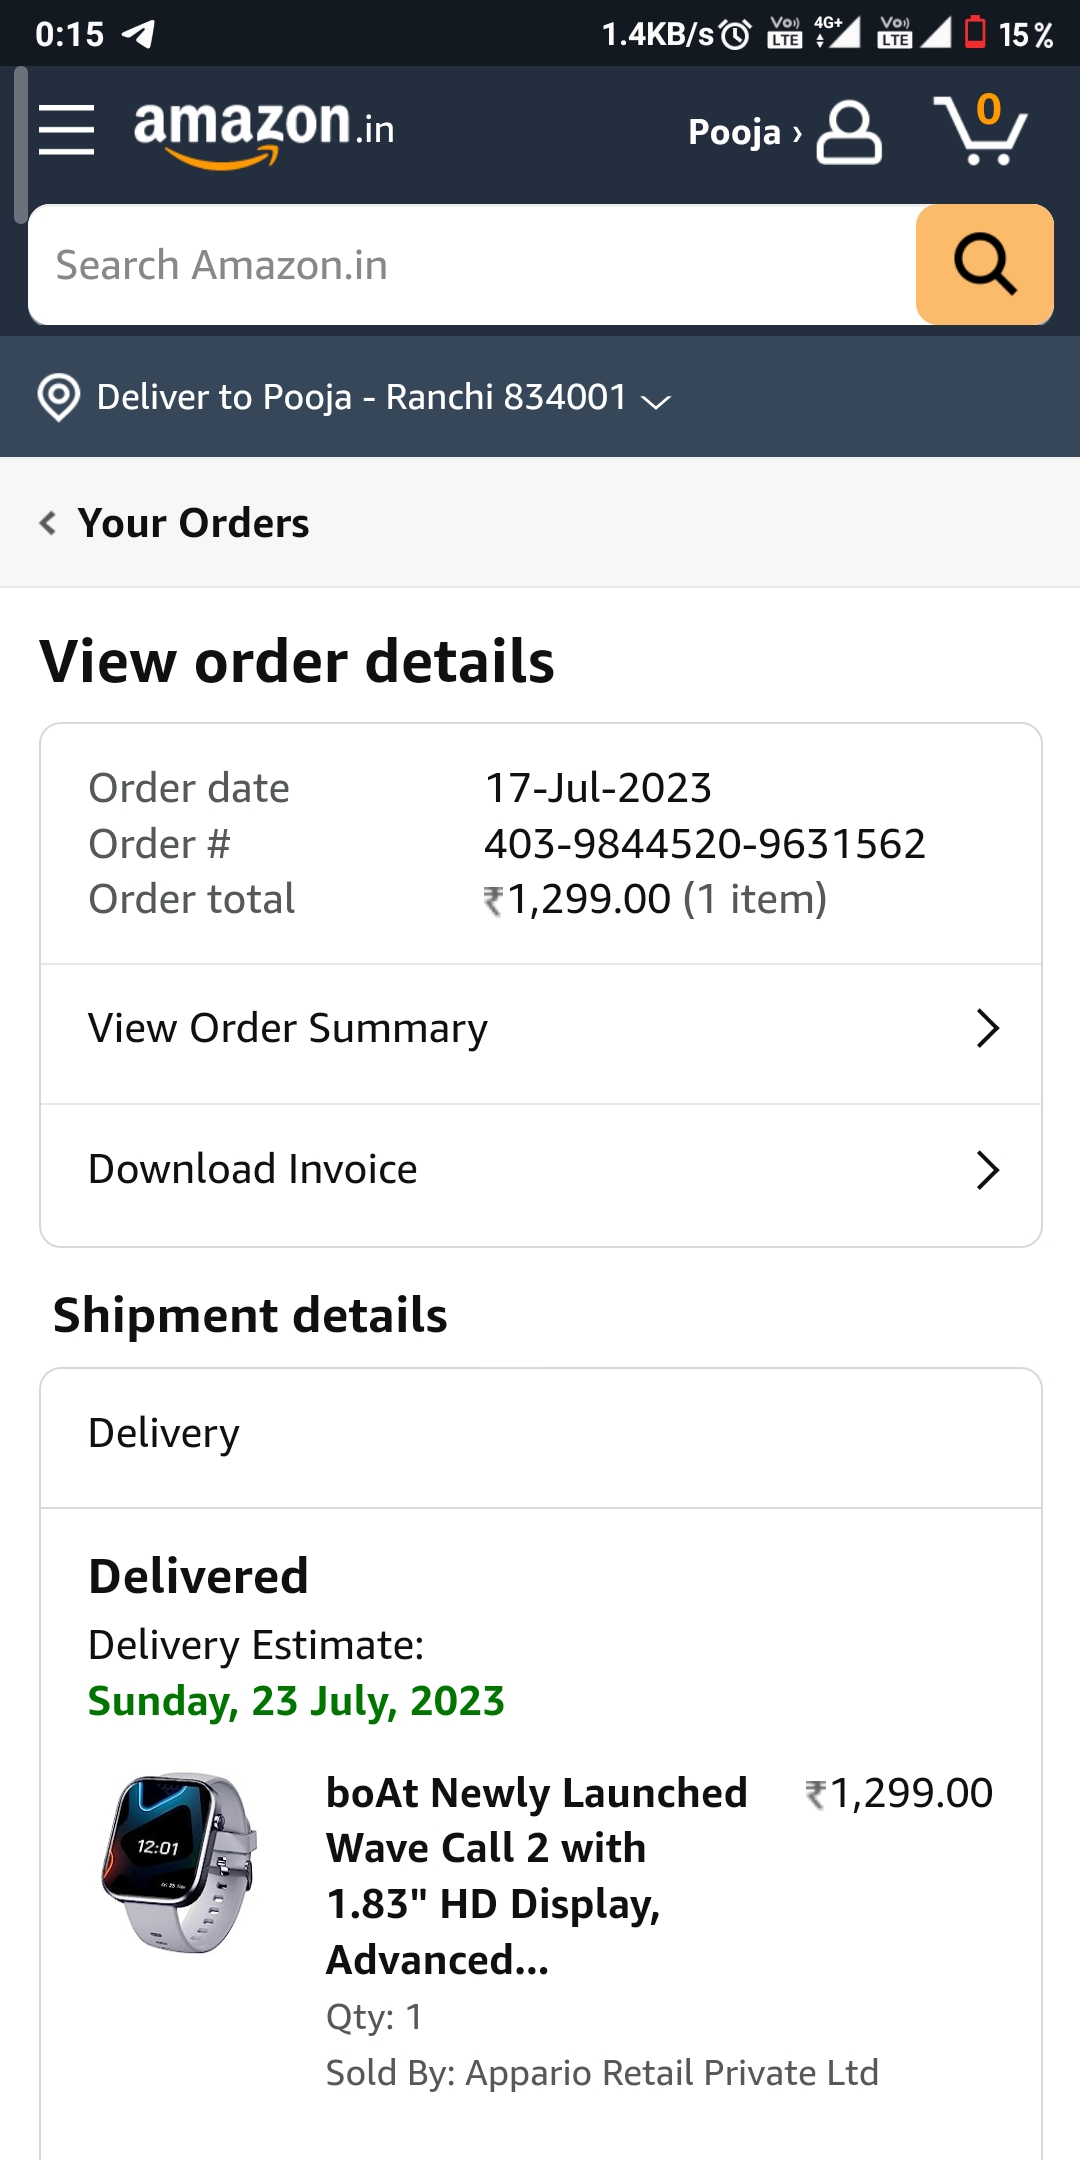 0:15 1.4KB/s Vo) LTE 4G+ Vo) LTE 15%
amazon.in Pooja › 0
Search Amazon.in
Deliver to Pooja - Ranchi 834001
Your Orders
View order details
Order date 17-Jul-2023
Order # 403-9844520-9631562
Order total ₹1,299.00 (1 item)
View Order Summary
Download Invoice
Shipment details
Delivery
Delivered
Delivery Estimate:
Sunday, 23 July, 2023
12:01
boAt Newly Launched ₹1,299.00
Wave Call 2 with
1.83" HD Display,
Advanced...
Qty: 1
Sold By: Appario Retail Private Ltd